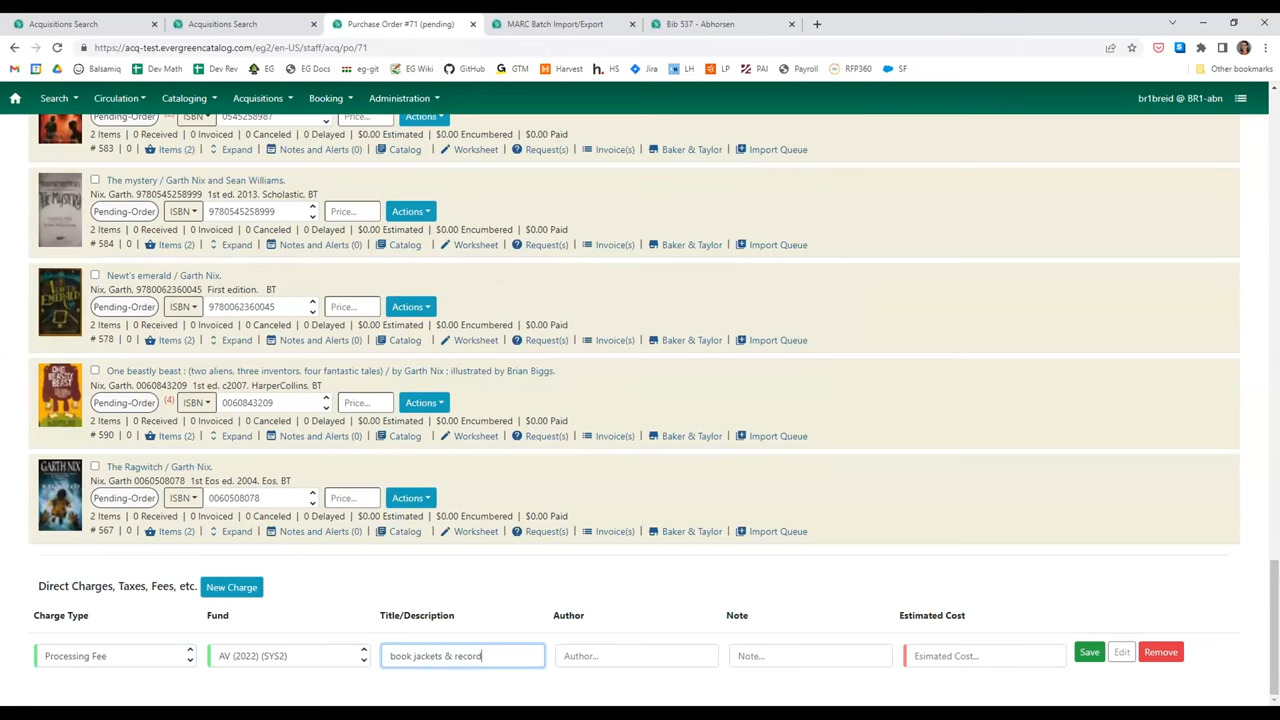 Acquisitions Search
Acquisitions Search
Purchase Order #71 (pending)
MARC Batch Import/Export
Bib 537 - Abhorsen
https://acq-test.evergreencatalog.com/eg2/en-US/staff/acq/po/71
M Gmail Balsamiq Dev Math Dev Rev EG EG Docs eg-git EG Wiki GitHub GTM Harvest HS Jira LH LP PAI Payroll RFP360 SF Other bookmarks
Search Circulation Cataloging Acquisitions Booking Administration br1breid @ BR1-abn
Pending-Order ISBN 0545258987 Price... Actions
2 Items | 0 Received | 0 Invoiced | 0 Canceled | 0 Delayed | $0.00 Estimated | $0.00 Encumbered | $0.00 Paid
# 583 | 0 | Items (2) | Expand | Notes and Alerts (0) | Catalog | Worksheet | Request(s) | Invoice(s) | Baker & Taylor | Import Queue
The mystery / Garth Nix and Sean Williams.
Nix, Garth. 9780545258999 1st ed. 2013. Scholastic, BT
Pending-Order ISBN 9780545258999 Price... Actions
2 Items | 0 Received | 0 Invoiced | 0 Canceled | 0 Delayed | $0.00 Estimated | $0.00 Encumbered | $0.00 Paid
# 584 | 0 | Items (2) | Expand | Notes and Alerts (0) | Catalog | Worksheet | Request(s) | Invoice(s) | Baker & Taylor | Import Queue
Newt's emerald / Garth Nix.
Nix, Garth. 9780062360045 First edition. BT
Pending-Order ISBN 9780062360045 Price... Actions
2 Items | 0 Received | 0 Invoiced | 0 Canceled | 0 Delayed | $0.00 Estimated | $0.00 Encumbered | $0.00 Paid
# 578 | 0 | Items (2) | Expand | Notes and Alerts (0) | Catalog | Worksheet | Request(s) | Invoice(s) | Baker & Taylor | Import Queue
One beastly beast : (two aliens, three inventors, four fantastic tales) / by Garth Nix ; illustrated by Brian Biggs.
Nix, Garth. 0060843209 1st ed. c2007. HarperCollins, BT
Pending-Order (4) ISBN 0060843209 Price... Actions
2 Items | 0 Received | 0 Invoiced | 0 Canceled | 0 Delayed | $0.00 Estimated | $0.00 Encumbered | $0.00 Paid
# 590 | 0 | Items (2) | Expand | Notes and Alerts (0) | Catalog | Worksheet | Request(s) | Invoice(s) | Baker & Taylor | Import Queue
The Ragwitch / Garth Nix.
Nix, Garth 0060508078 1st Eos ed. 2004. Eos, BT
Pending-Order ISBN 0060508078 Price... Actions
2 Items | 0 Received | 0 Invoiced | 0 Canceled | 0 Delayed | $0.00 Estimated | $0.00 Encumbered | $0.00 Paid
# 567 | 0 | Items (2) | Expand | Notes and Alerts (0) | Catalog | Worksheet | Request(s) | Invoice(s) | Baker & Taylor | Import Queue
Direct Charges, Taxes, Fees, etc. New Charge
Charge Type Fund Title/Description Author Note Estimated Cost
Processing Fee AV (2022) (SYS2) book jackets & record Author... Note... Esimated Cost... Save Edit Remove